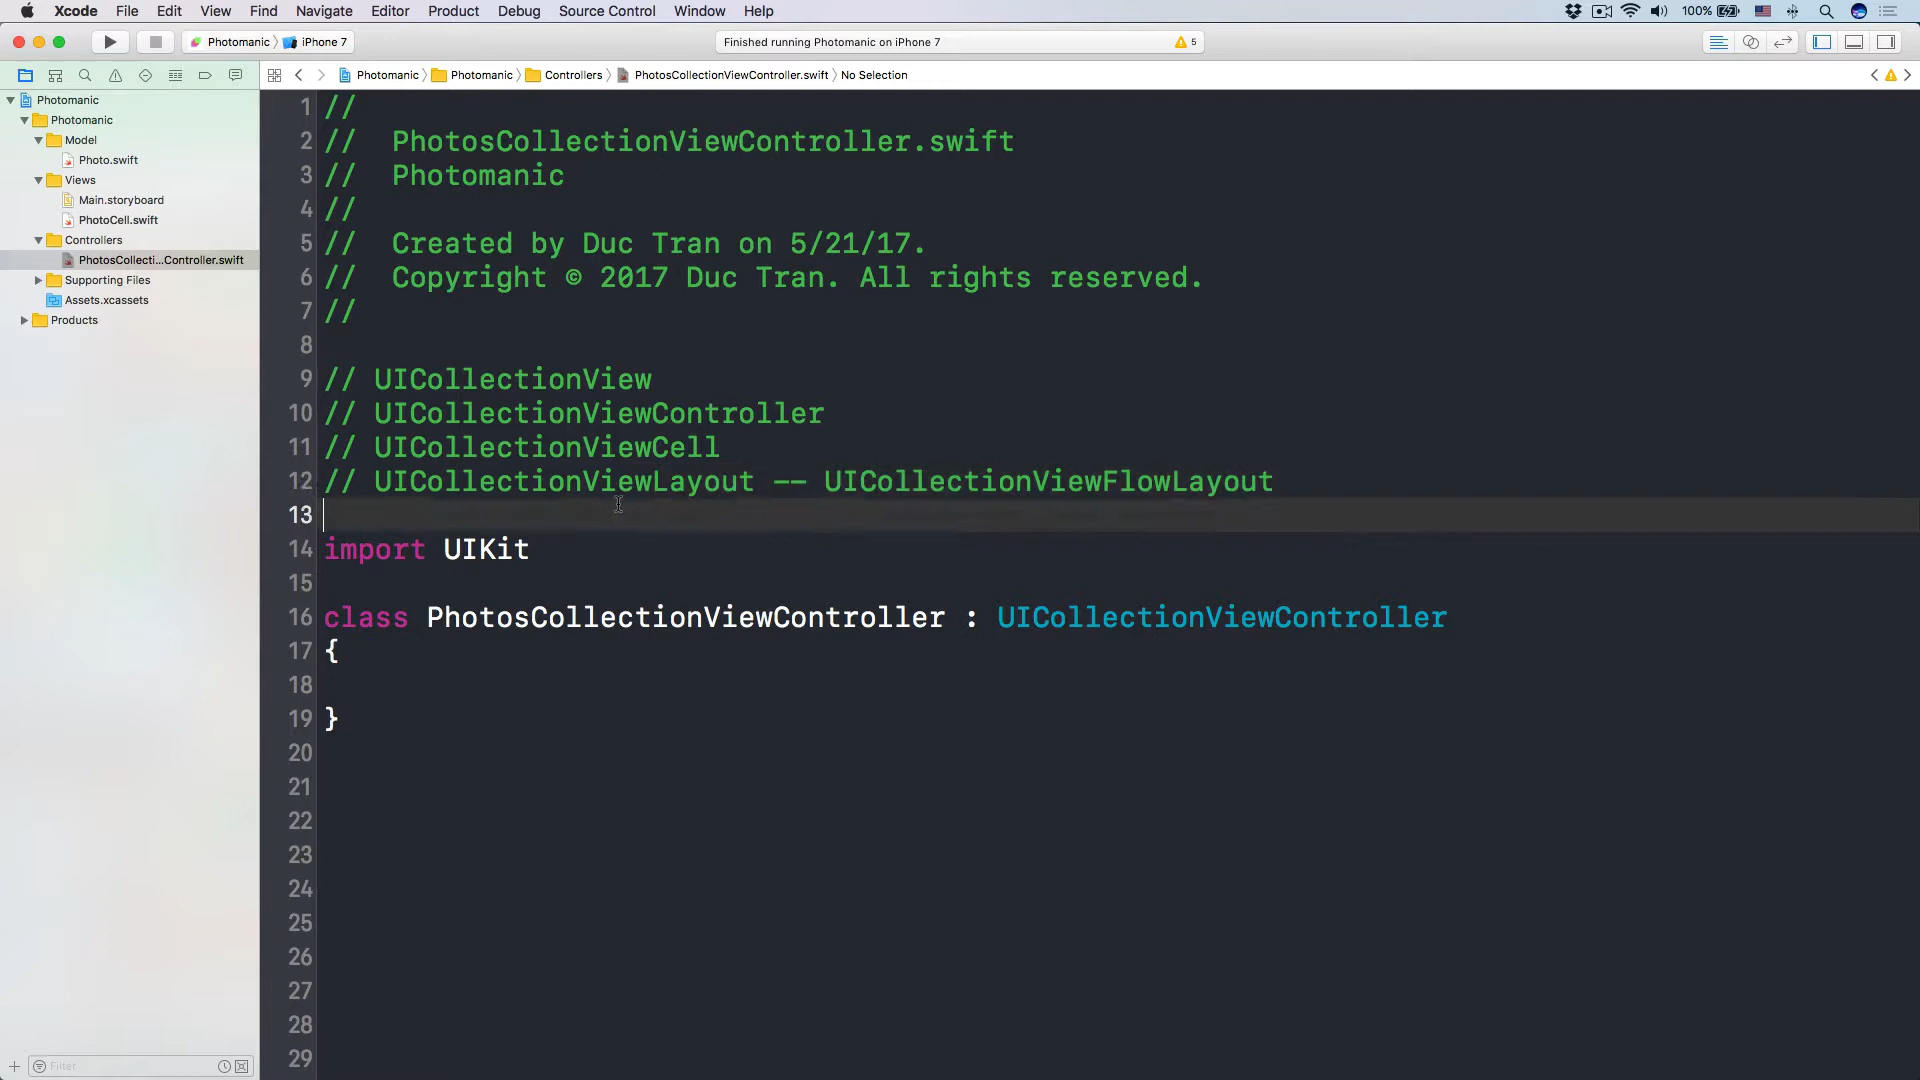 Xcode File Edit View Find Navigate Editor Product Debug Source Control Window Help 100%
Photomanic iPhone 7 Finished running Photomanic on iPhone 7 5
Photomanic Photomanic Controllers PhotosCollectionViewController.swift No Selection
Photomanic
Photomanic
Model
Photo.swift
Views
Main.storyboard
PhotoCell.swift
Controllers
PhotosCollecti...Controller.swift
Supporting Files
Assets.xcassets
Products
Filter
1 //
2 // PhotosCollectionViewController.swift
3 // Photomanic
4 //
5 // Created by Duc Tran on 5/21/17.
6 // Copyright © 2017 Duc Tran. All rights reserved.
7 //
8
9 // UICollectionView
10 // UICollectionViewController
11 // UICollectionViewCell
12 // UICollectionViewLayout -- UICollectionViewFlowLayout
13
14 import UIKit
15
16 class PhotosCollectionViewController : UICollectionViewController
17 {
18
19 }
20
21
22
23
24
25
26
27
28
29